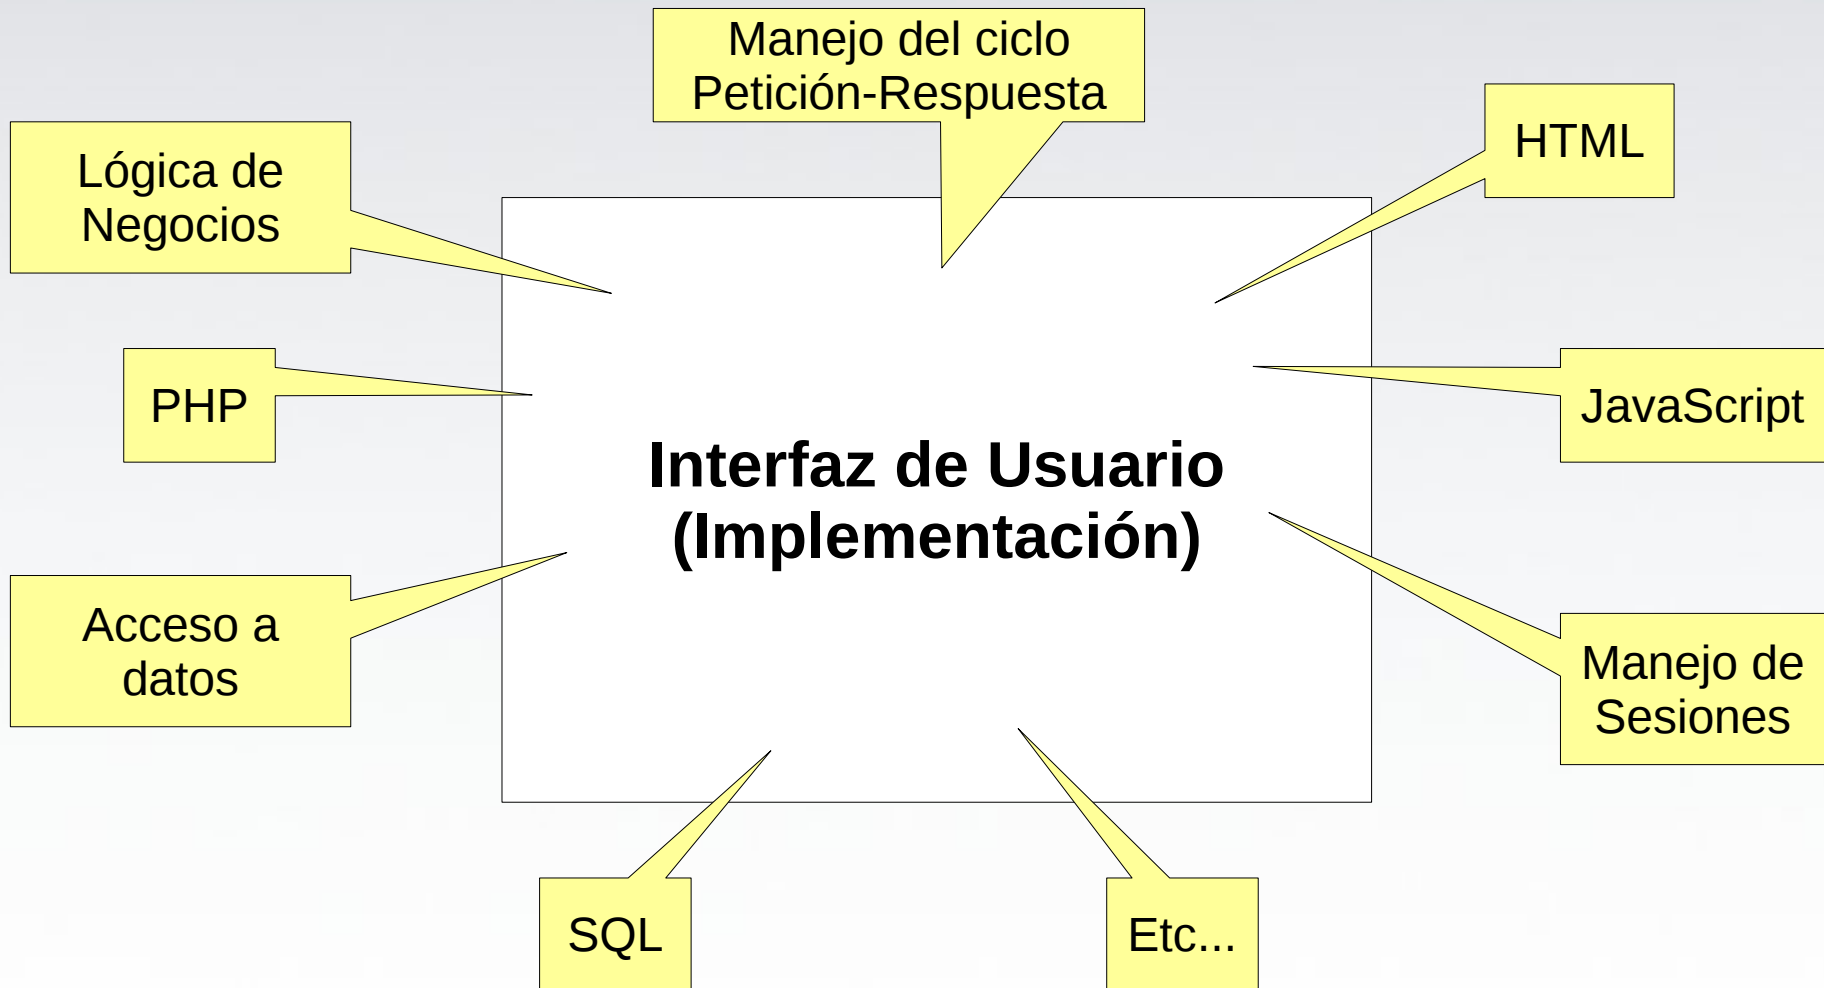 Manejo del ciclo
Petición-Respuesta
HTML
Lógica de
Negocios
PHP
JavaScript
Interfaz de Usuario
(Implementación)
Acceso a
datos
Manejo de
Sesiones
SQL
Etc...